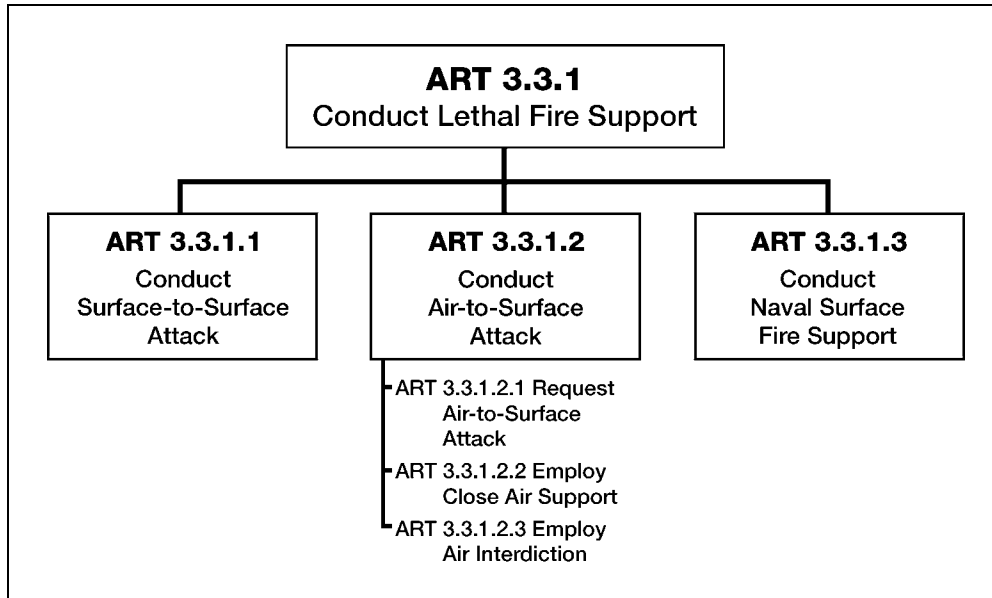 ART 3.3.1
Conduct Lethal Fire Support
ART 3.3.1.1
Conduct
Surface-to-Surface
Attack
ART 3.3.1.2
Conduct
Air-to-Surface
Attack
ART 3.3.1.2.1 Request
Air-to-Surface
Attack
ART 3.3.1.2.2 Employ
Close Air Support
ART 3.3.1.2.3 Employ
Air Interdiction
ART 3.3.1.3
Conduct
Naval Surface
Fire Support